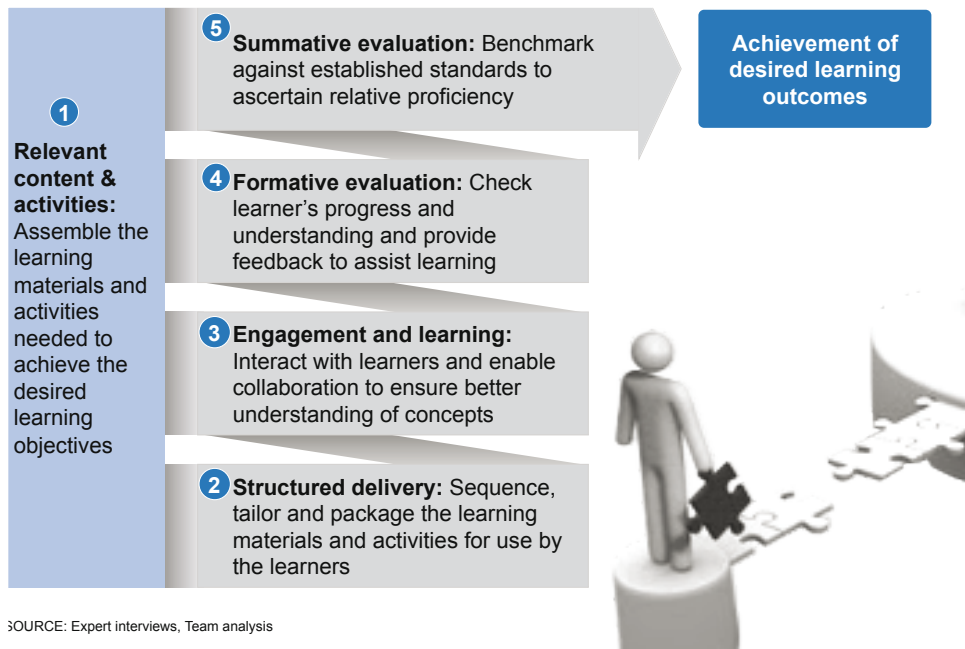 1
Relevant
content &
activities:
Assemble the
learning
materials and
activities
needed to
achieve the
desired
learning
objectives
5
Summative evaluation: Benchmark
against established standards to
ascertain relative proficiency
Achievement of
desired learning
outcomes
4
Formative evaluation: Check
learner's progress and
understanding and provide
feedback to assist learning
3
Engagement and learning:
Interact with learners and enable
collaboration to ensure better
understanding of concepts
2
Structured delivery: Sequence,
tailor and package the learning
materials and activities for use by
the learners
SOURCE: Expert interviews, Team analysis